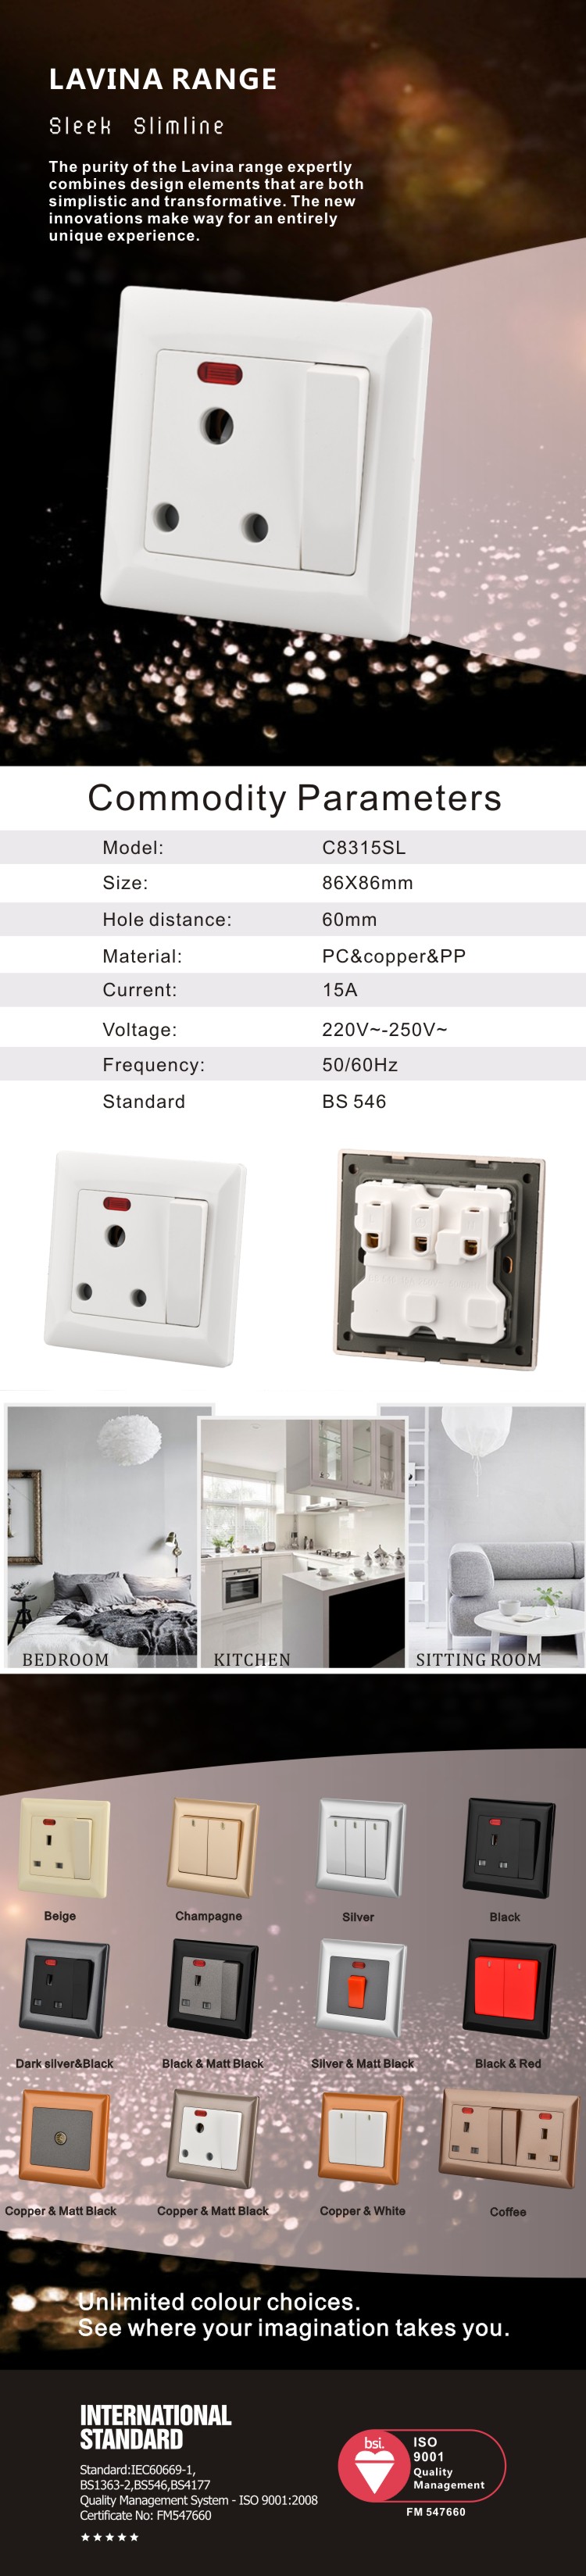 LAVINA RANGE
Sleek Slimline
The purity of the Lavina range expertly
combines design elements that are both
simplistic and transformative. The new
innovations make way for an entirely
unique experience.
Commodity Parameters
Model: C8315SL
Size: 86X86mm
Hole distance: 60mm
Material: PC&copper&PP
Current: 15A
Voltage: 220V~-250V~
Frequency: 50/60Hz
Standard BS 546
BEDROOM
KITCHEN
SITTING ROOM
Beige
Champagne
Silver
Black
Dark silver&Black
Black & Matt Black
Silver & Matt Black
Black & Red
Copper & Matt Black
Copper & Matt Black
Copper & White
Coffee
Unlimited colour choices.
See where your imagination takes you.
INTERNATIONAL
STANDARD
Standard:IEC60669-1,
BS1363-2,BS546,BS4177
Quality Management System - ISO 9001:2008
Certificate No: FM547660
bsi.
ISO
9001
Quality
Management
FM 547660